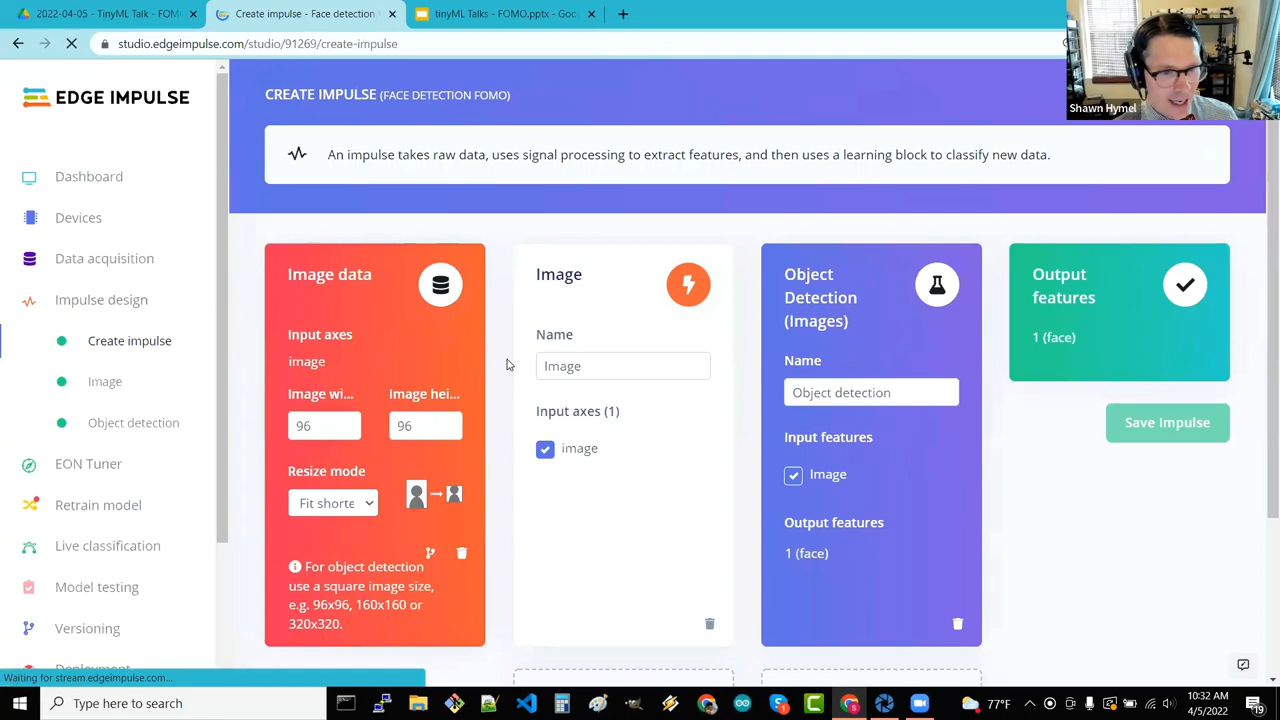 2022-04-05 - TinyML Talk - FOM
Create impulse - Face detection
tinyML Talks - FOMO.pptx
studio.edgeimpulse
create-impu
Shawn Hymel
EDGE IMPULSE
CREATE IMPULSE (FACE DETECTION FOMO)
An impulse takes raw data, uses signal processing to extract features, and then uses a learning block to classify new data.
Dashboard
Devices
Data acquisition
Impulse design
Create impulse
Image
Object detection
EON Tuner
Retrain model
Live classification
Model testing
Versioning
Deployment
Image data
Input axes
image
Image wi... Image hei...
96 96
Resize mode
Fit shorte
For object detection
use a square image size,
e.g. 96x96, 160x160 or
320x320.
Image
Name
Image
Input axes (1)
image
Object
Detection
(Images)
Name
Object detection
Input features
Image
Output features
1 (face)
Output
features
1 (face)
Save Impulse
Waiting for stream.edgeimpulse.com...
Type here to search
77°F
10:32 AM
4/5/2022
19